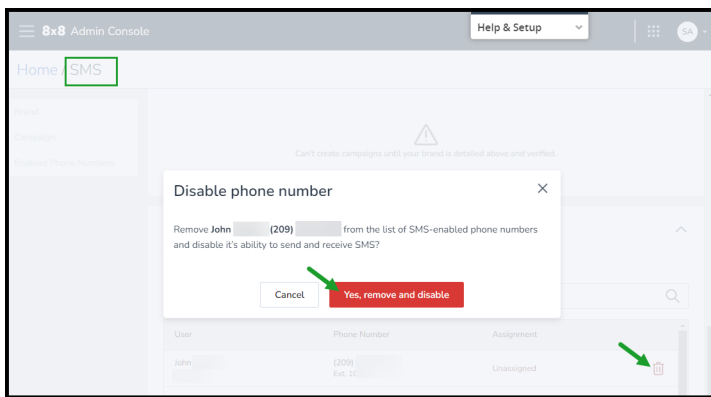 8x8 Admin Console
Help & Setup
SA
Home / SMS
Brand
Campaign
Enabled Phone Numbers
Can't create campaigns until your brand is detailed above and verified.
Disable phone number
Remove John (209) from the list of SMS-enabled phone numbers
and disable it's ability to send and receive SMS?
Cancel
Yes, remove and disable
User Phone Number Assignment
John (209) Unassigned
Ext.